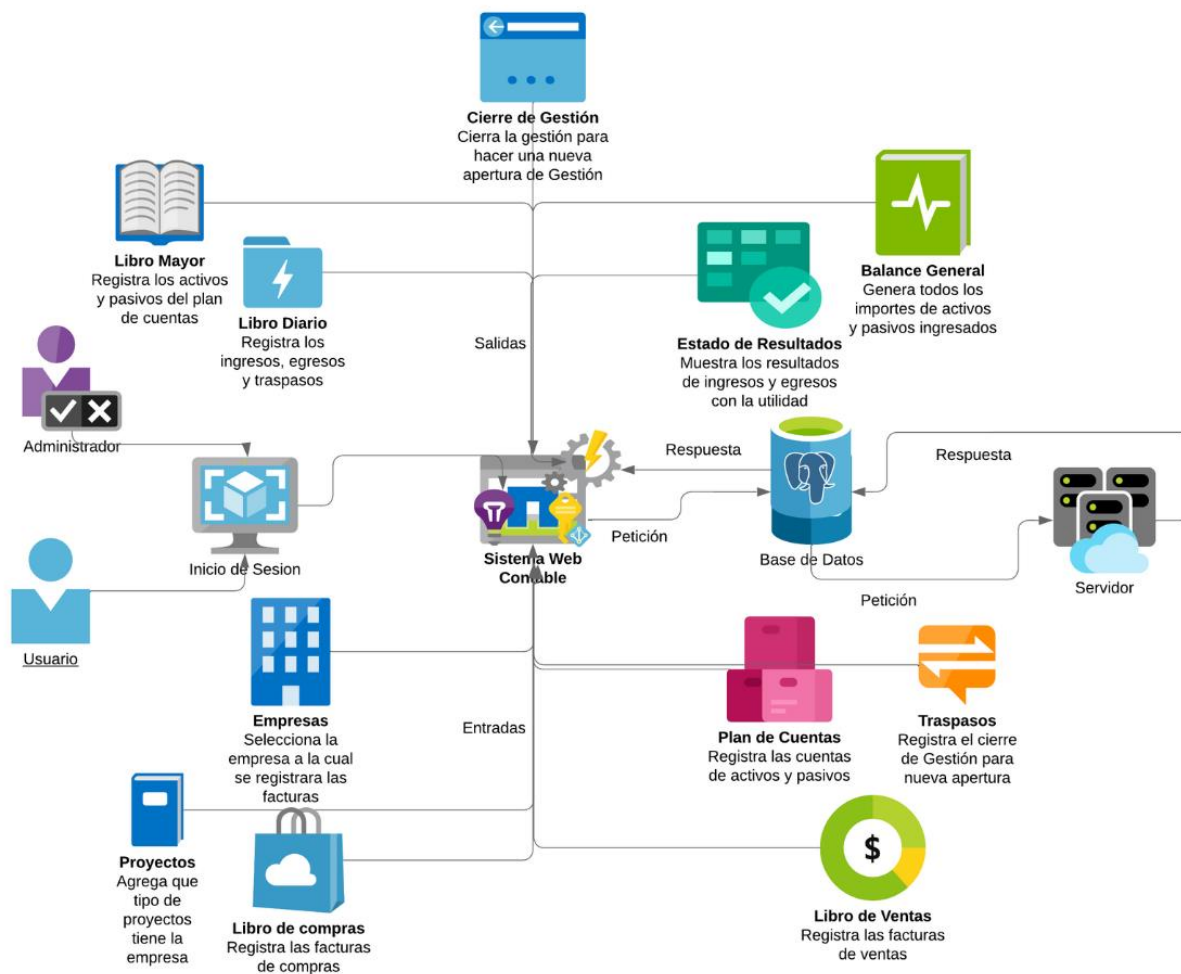 Cierre de Gestión
Cierra la gestión para
hacer una nueva
apertura de Gestión
Libro Mayor
Registra los activos
y pasivos del plan
de cuentas
Libro Diario
Registra los
ingresos, egresos
y traspasos
Salidas
Estado de Resultados
Muestra los resultados
de ingresos y egresos
con la utilidad
Balance General
Genera todos los
importes de activos
y pasivos ingresados
Administrador
Inicio de Sesion
Usuario
Sistema Web
Contable
Respuesta
Petición
Base de Datos
Respuesta
Petición
Servidor
Empresas
Selecciona la
empresa a la cual
se registrara las
facturas
Entradas
Plan de Cuentas
Registra las cuentas
de activos y pasivos
Traspasos
Registra el cierre
de Gestión para
nueva apertura
Proyectos
Agrega que
tipo de
proyectos
tiene la
empresa
Libro de compras
Registra las facturas
de compras
$
Libro de Ventas
Registra las facturas
de ventas